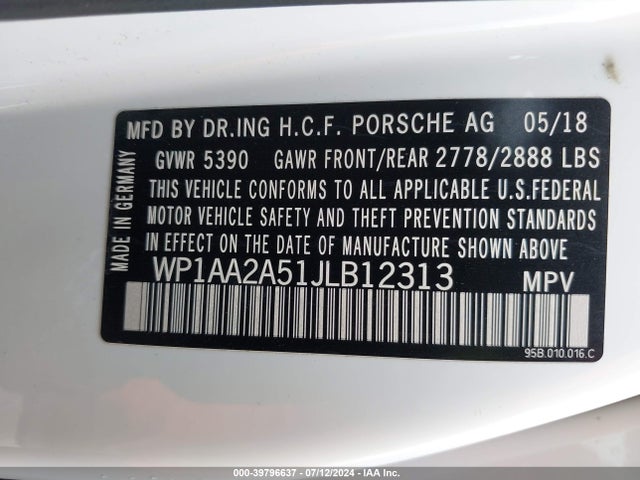 MFD BY DR.ING H.C.F. PORSCHE AG 05/18
GVWR 5390 GAWR FRONT/REAR 2778/2888 LBS
THIS VEHICLE CONFORMS TO ALL APPLICABLE U.S.FEDERAL
MOTOR VEHICLE SAFETY AND THEFT PREVENTION STANDARDS
IN EFFECT ON THE DATE OF MANUFACTURE SHOWN ABOVE.
WP1AA2A51JLB12313 MPV
95B.010.016.C
MADE IN GERMANY
000-39796637 - 07/12/2024 - IAA Inc.